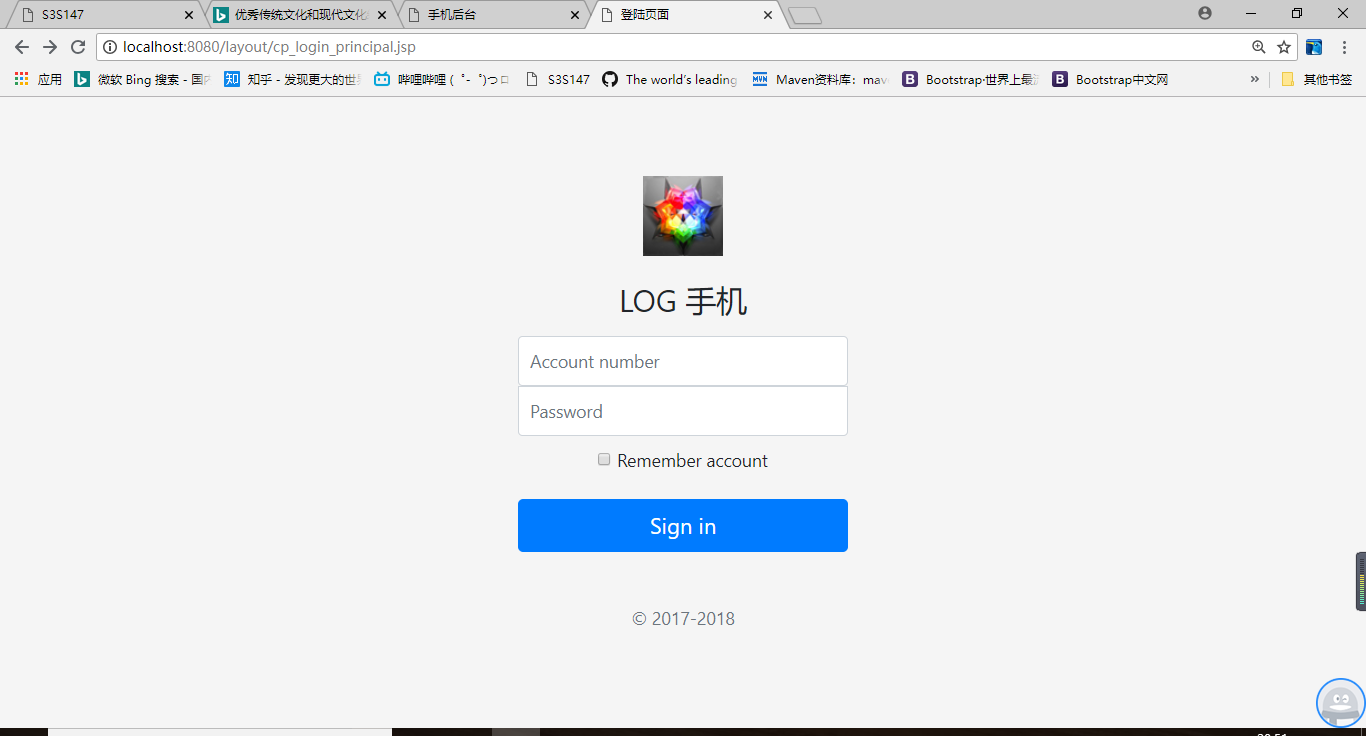 S3S147
优秀传统文化和现代文化
手机后台
登陆页面
localhost:8080/layout/cp_login_principal.jsp
应用
微软 Bing 搜索 - 国内
知乎 - 发现更大的世
哔哩哔哩 ( ゜- ゜)つロ
S3S147
The world's leading
Maven资料库：mav
Bootstrap·世界上最
Bootstrap中文网
»
其他书签
LOG 手机
Account number
Password
Remember account
Sign in
© 2017-2018